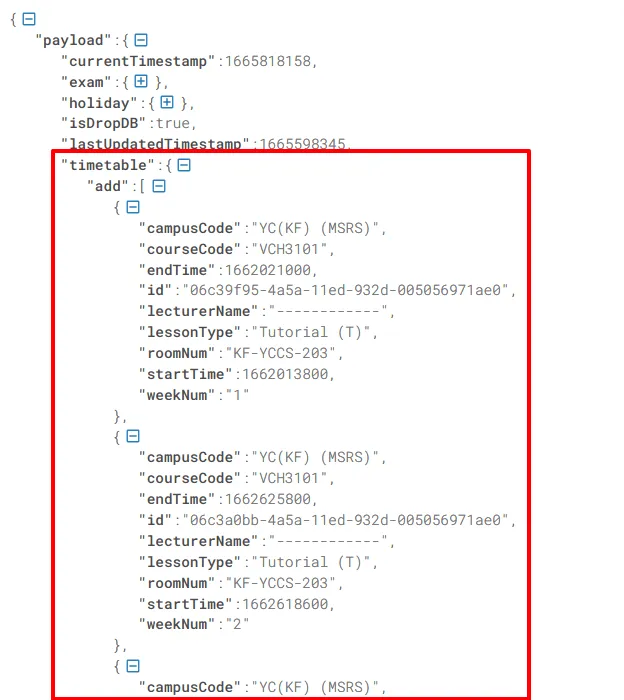 {
"payload":{
"currentTimestamp":1665818158,
"exam":{ },
"holiday":{ },
"isDropDB":true,
"lastUpdatedTimestamp":1665598345,
"timetable":{
"add":[
{
"campusCode":"YC(KF) (MSRS)",
"courseCode":"VCH3101",
"endTime":1662021000,
"id":"06c39f95-4a5a-11ed-932d-005056971ae0",
"lecturerName":"------------",
"lessonType":"Tutorial (T)",
"roomNum":"KF-YCCS-203",
"startTime":1662013800,
"weekNum":"1"
},
{
"campusCode":"YC(KF) (MSRS)",
"courseCode":"VCH3101",
"endTime":1662625800,
"id":"06c3a0bb-4a5a-11ed-932d-005056971ae0",
"lecturerName":"------------",
"lessonType":"Tutorial (T)",
"roomNum":"KF-YCCS-203",
"startTime":1662618600,
"weekNum":"2"
},
{
"campusCode":"YC(KF) (MSRS)",